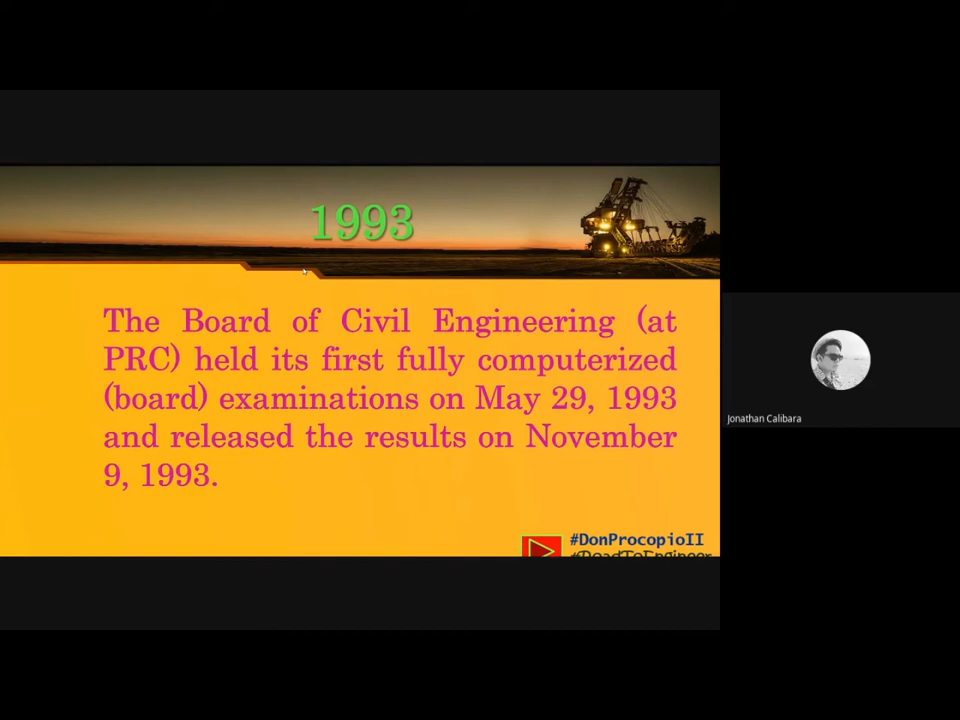 1993
The Board of Civil Engineering (at
PRC) held its first fully computerized
(board) examinations on May 29, 1993
and released the results on November
9, 1993.
#DonProcopioII
#RoadToEngineer
Jonathan Calibara